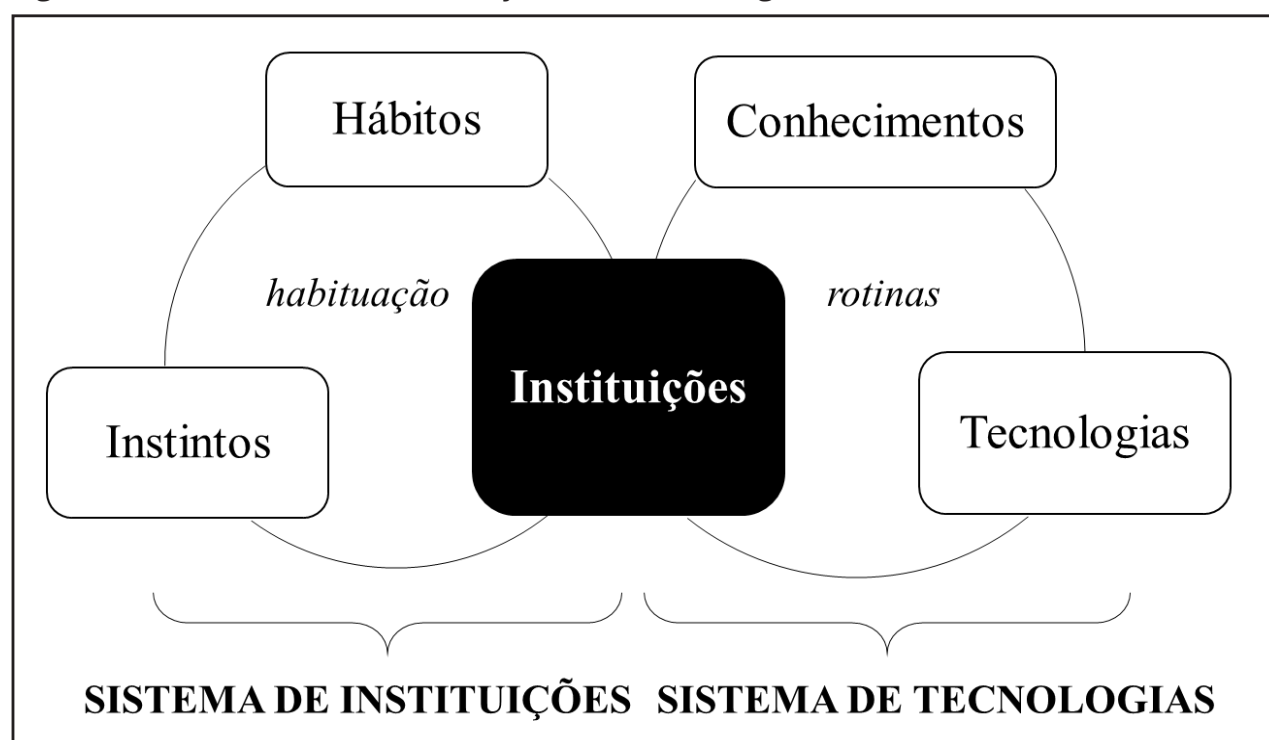 Hábitos
Conhecimentos
habituação
rotinas
Instituições
Instintos
Tecnologias
SISTEMA DE INSTITUIÇÕES
SISTEMA DE TECNOLOGIAS